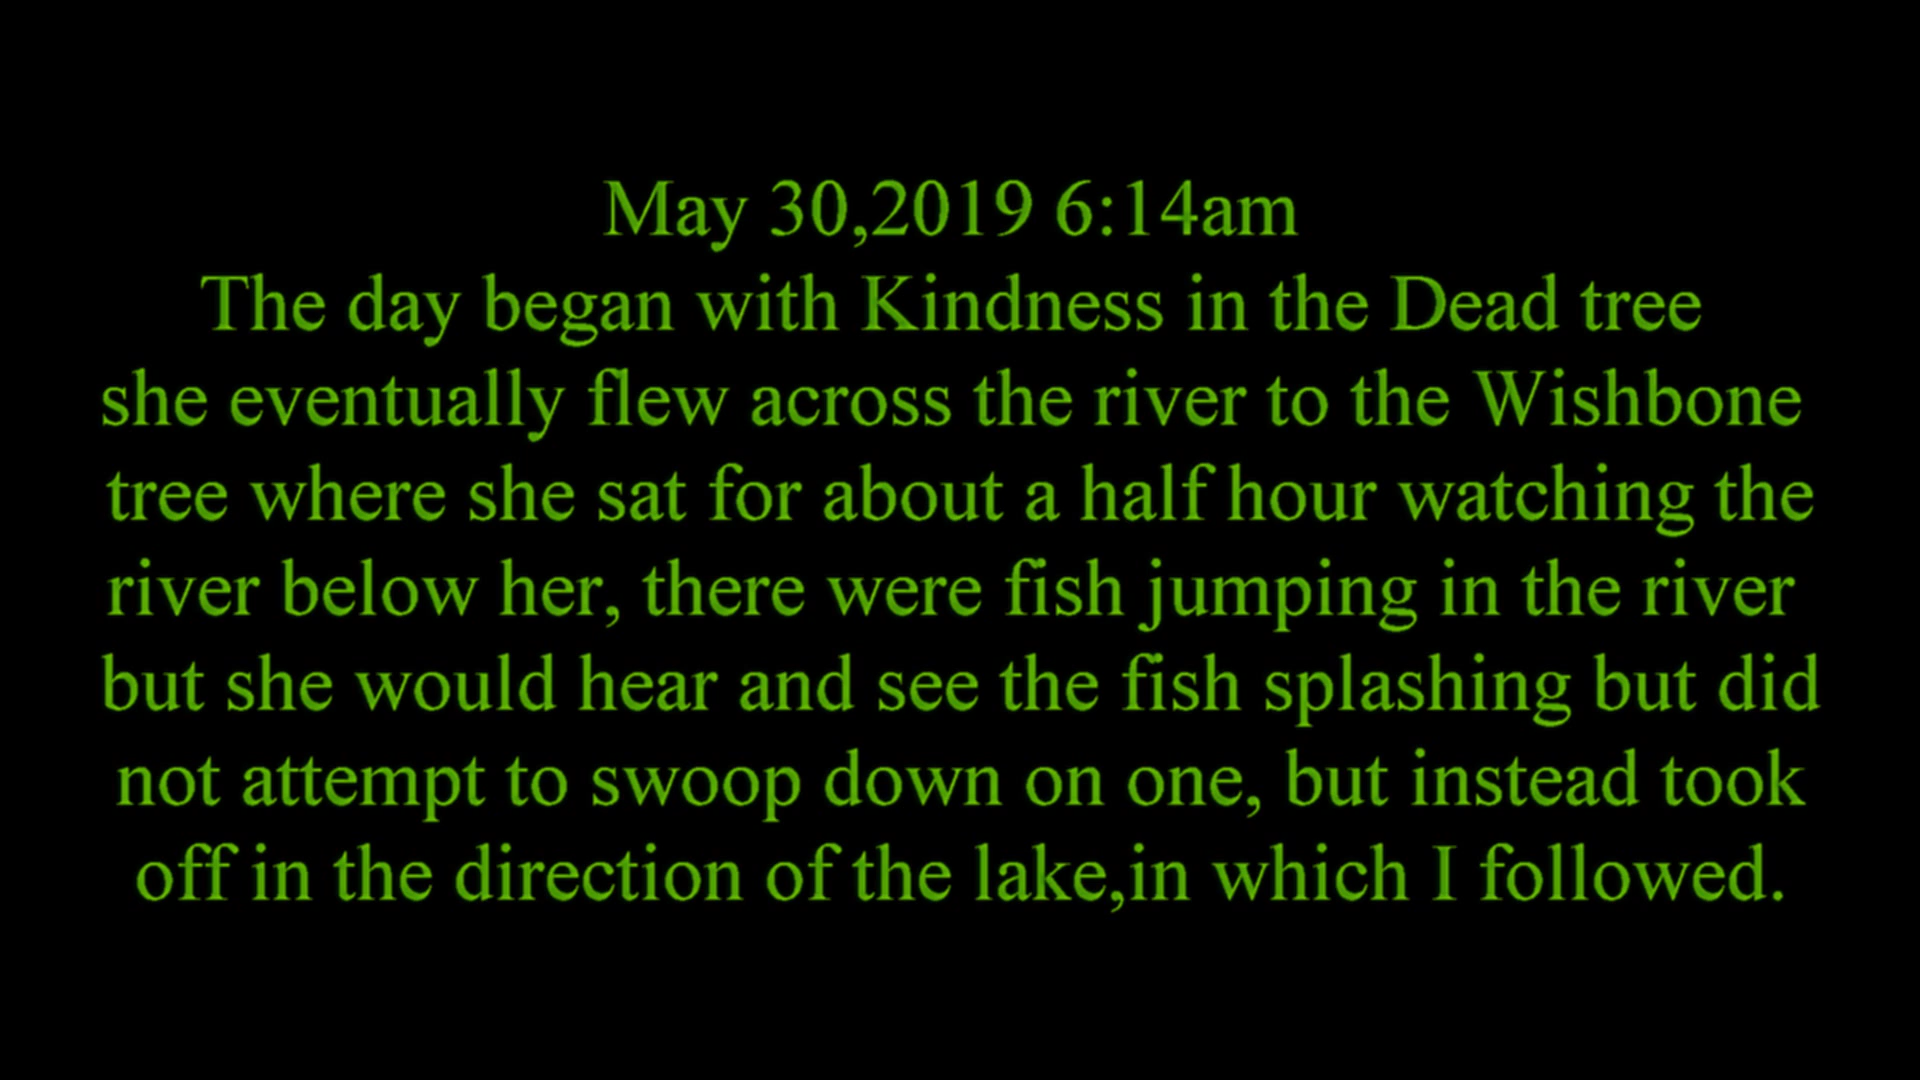 May 30,2019 6:14am
The day began with Kindness in the Dead tree
she eventually flew across the river to the Wishbone
tree where she sat for about a half hour watching the
river below her, there were fish jumping in the river
but she would hear and see the fish splashing but did
not attempt to swoop down on one, but instead took
off in the direction of the lake,in which I followed.